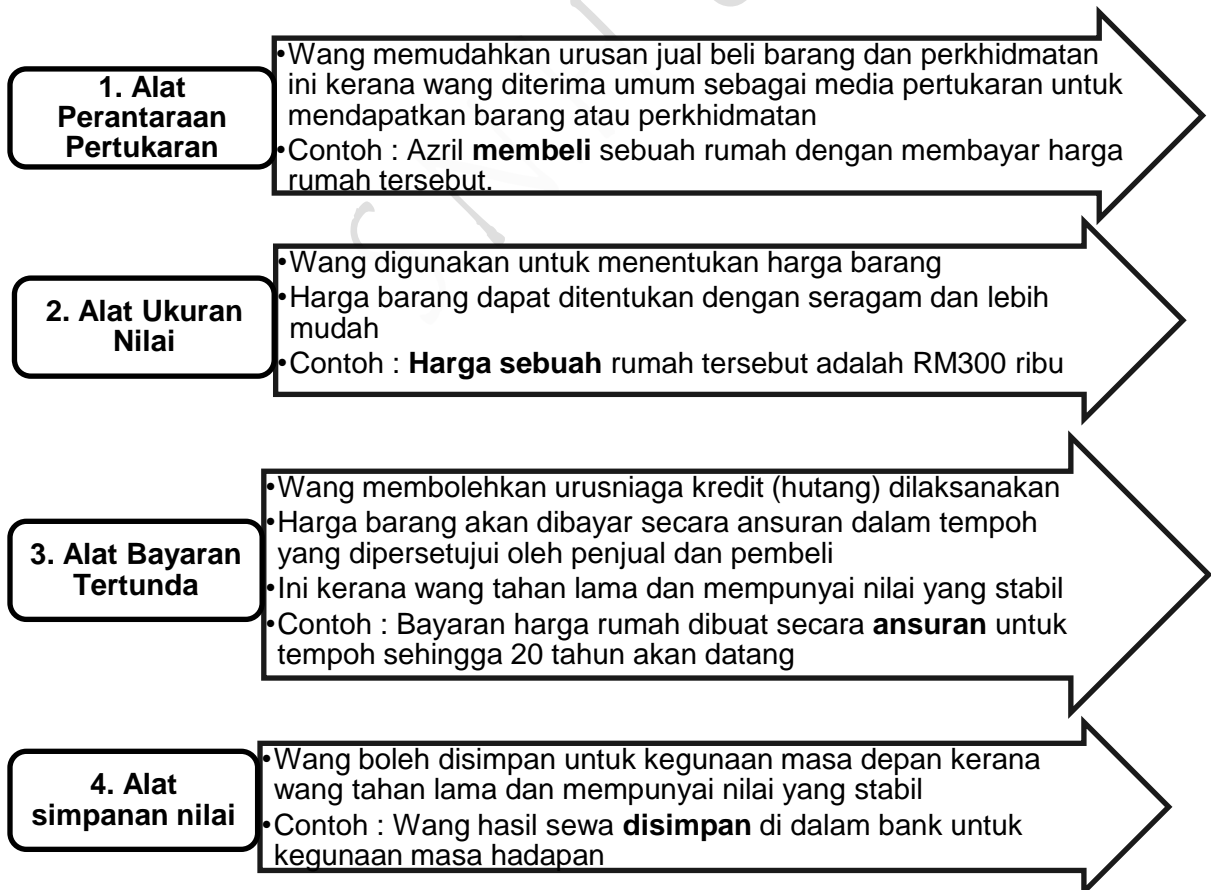 1. Alat
Perantaraan
Pertukaran
•Wang memudahkan urusan jual beli barang dan perkhidmatan
ini kerana wang diterima umum sebagai media pertukaran untuk
mendapatkan barang atau perkhidmatan
•Contoh : Azril membeli sebuah rumah dengan membayar harga
rumah tersebut.
2. Alat Ukuran
Nilai
•Wang digunakan untuk menentukan harga barang
•Harga barang dapat ditentukan dengan seragam dan lebih
mudah
•Contoh : Harga sebuah rumah tersebut adalah RM300 ribu
3. Alat Bayaran
Tertunda
•Wang membolehkan urusniaga kredit (hutang) dilaksanakan
•Harga barang akan dibayar secara ansuran dalam tempoh
yang dipersetujui oleh penjual dan pembeli
•Ini kerana wang tahan lama dan mempunyai nilai yang stabil
•Contoh : Bayaran harga rumah dibuat secara ansuran untuk
tempoh sehingga 20 tahun akan datang
4. Alat
simpanan nilai
•Wang boleh disimpan untuk kegunaan masa depan kerana
wang tahan lama dan mempunyai nilai yang stabil
•Contoh : Wang hasil sewa disimpan di dalam bank untuk
kegunaan masa hadapan